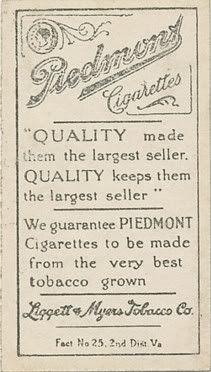 Piedmont
Cigarettes
"QUALITY made
them the largest seller.
QUALITY keeps them
the largest seller"
We guarantee PIEDMONT
Cigarettes to be made
from the very best
tobacco grown
Liggett & Myers Tobacco Co.
Fact No 25, 2nd Dist. Va